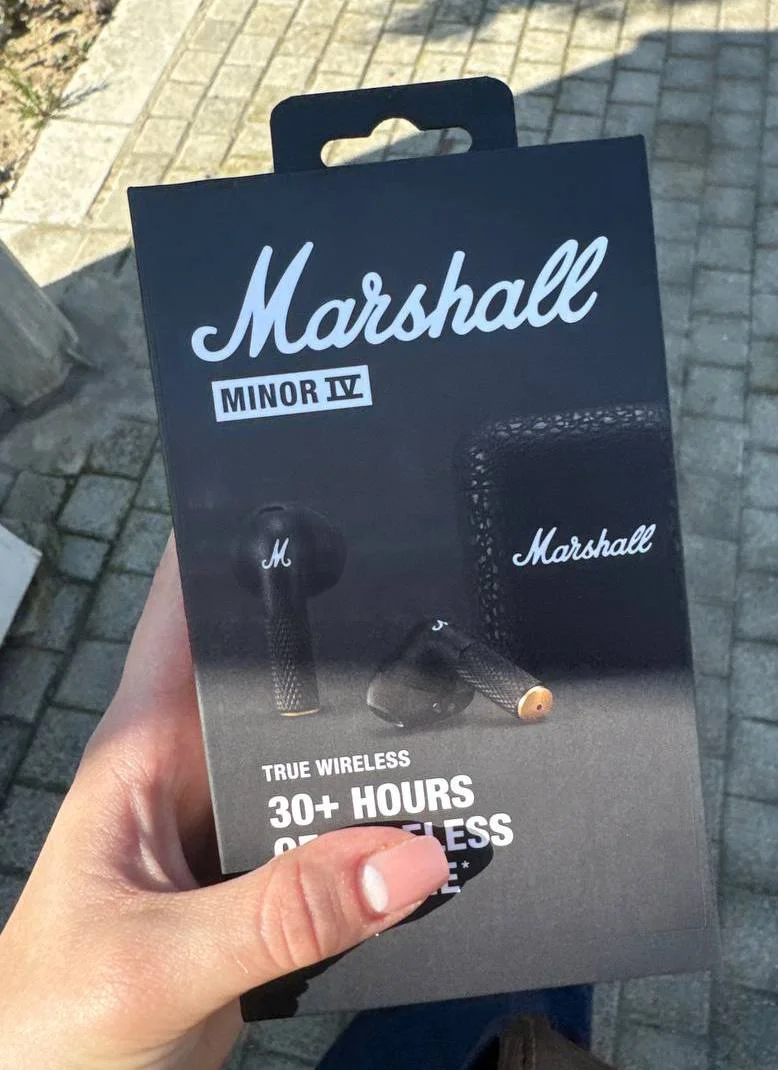 Marshall
MINOR IV
M
Marshall
TRUE WIRELESS
30+ HOURS